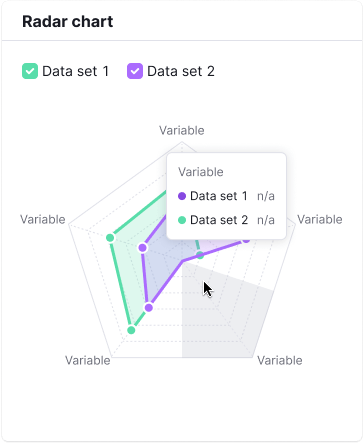 Radar chart
Data set 1 Data set 2
Variable
Variable
Data set 1 n/a
Data set 2 n/a
Variable
Variable
Variable
Variable